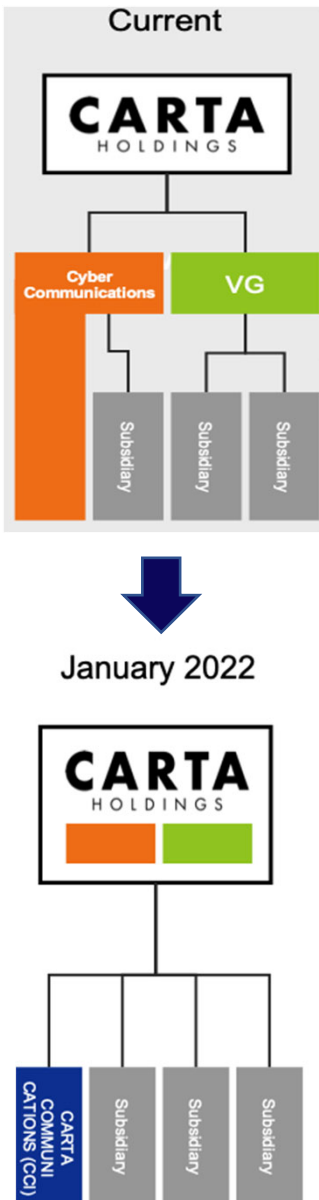 Current
CARTA
HOLDINGS
Cyber
Communications
VG
Subsidiary
Subsidiary
Subsidiary
January 2022
CARTA
HOLDINGS
CARTA
COMMUNI
CATIONS (CCI)
Subsidiary
Subsidiary
Subsidiary